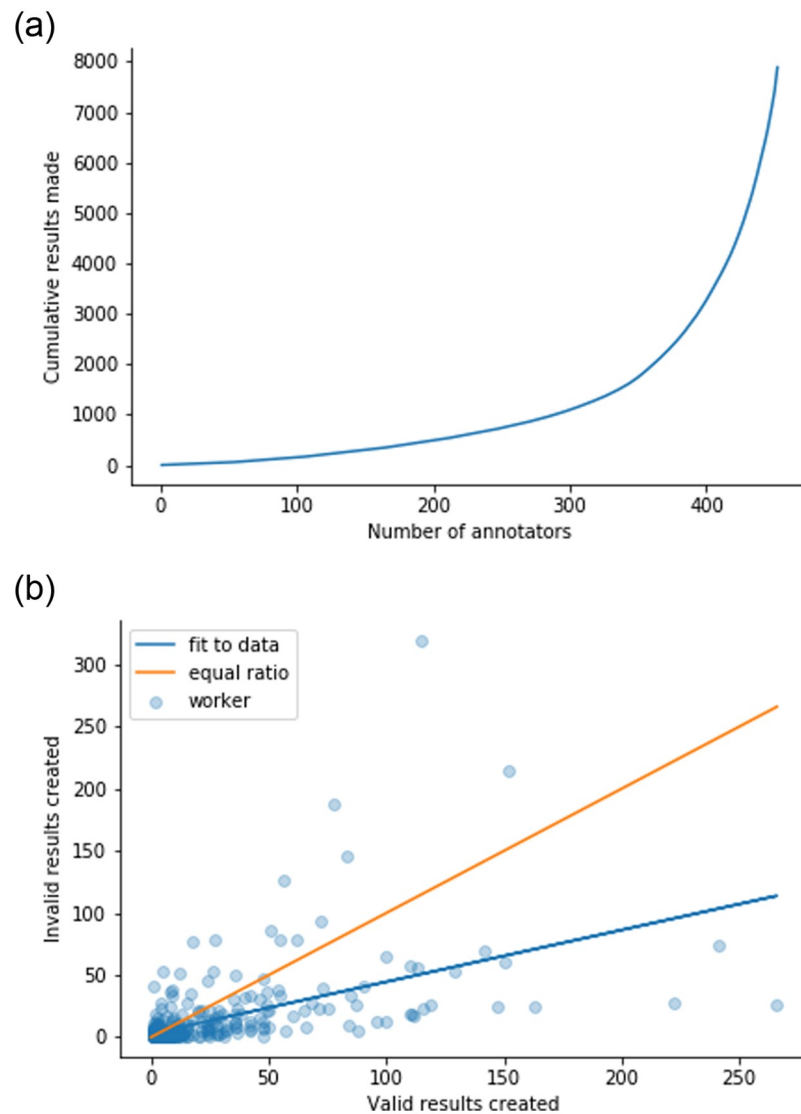 (a)
8000
7000
6000
5000
4000
3000
2000
1000
0
Cumulative results made
0 100 200 300 400
Number of annotators
(b)
fit to data
equal ratio
worker
300
250
200
150
100
50
0
Invalid results created
0 50 100 150 200 250
Valid results created